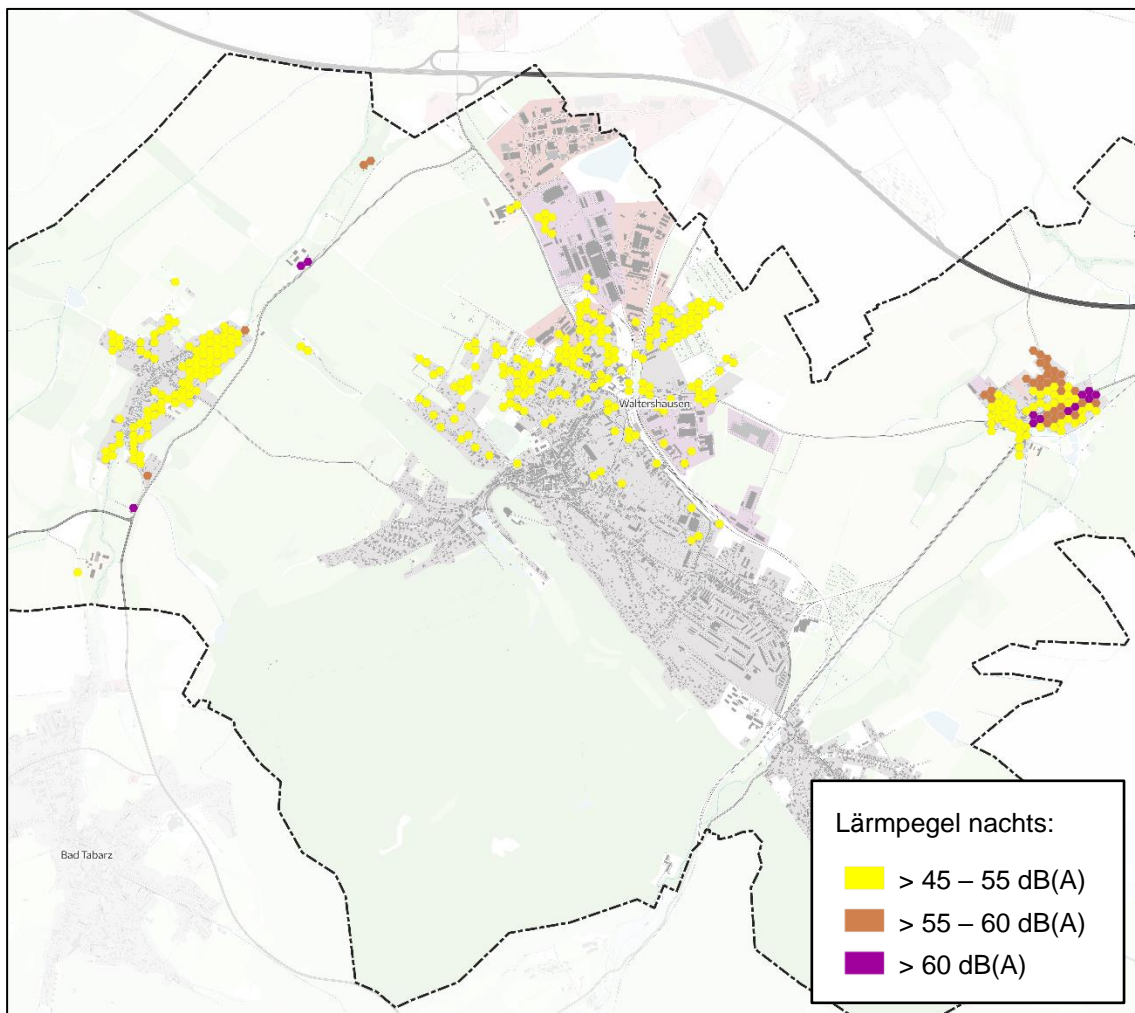 Waltershausen
Bad Tabarz
Lärmpegel nachts:
> 45 – 55 dB(A)
> 55 – 60 dB(A)
> 60 dB(A)